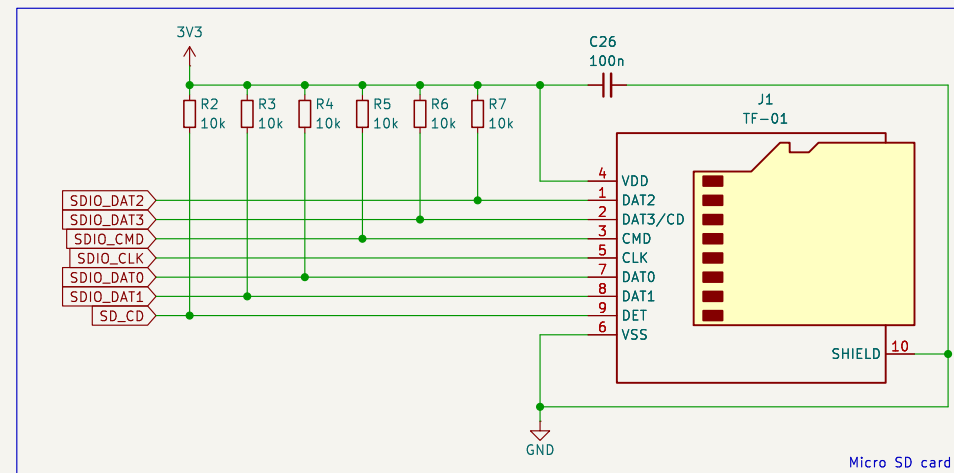 3V3
C26
100n
J1
TF-01
R2
10k
R3
10k
R4
10k
R5
10k
R6
10k
R7
10k
4 VDD
SDIO_DAT2 1 DAT2
SDIO_DAT3 2 DAT3/CD
SDIO_CMD 3 CMD
SDIO_CLK 5 CLK
SDIO_DAT0 7 DAT0
SDIO_DAT1 8 DAT1
SD_CD 9 DET
6 VSS
SHIELD 10
GND
Micro SD card